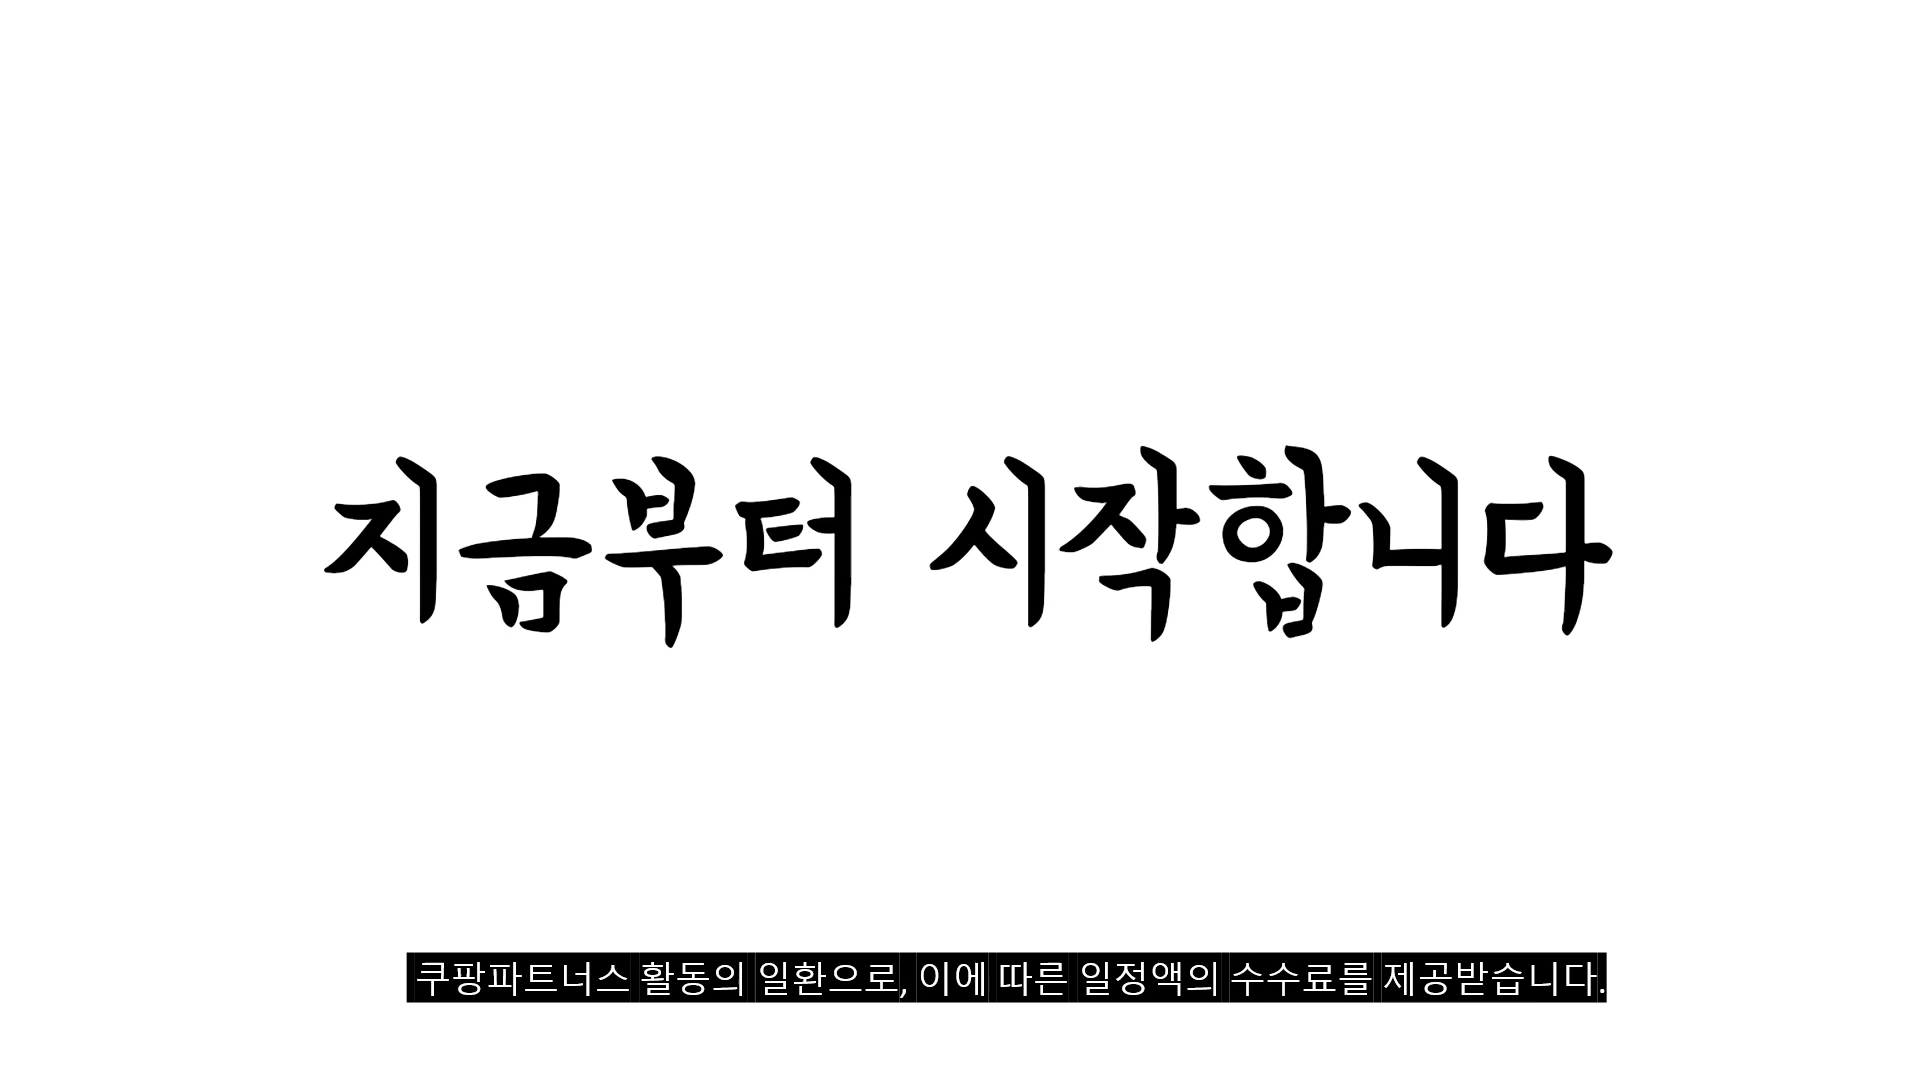 지금부터 시작합니다
쿠팡파트너스 활동의 일환으로, 이에 따른 일정액의 수수료를 제공받습니다.